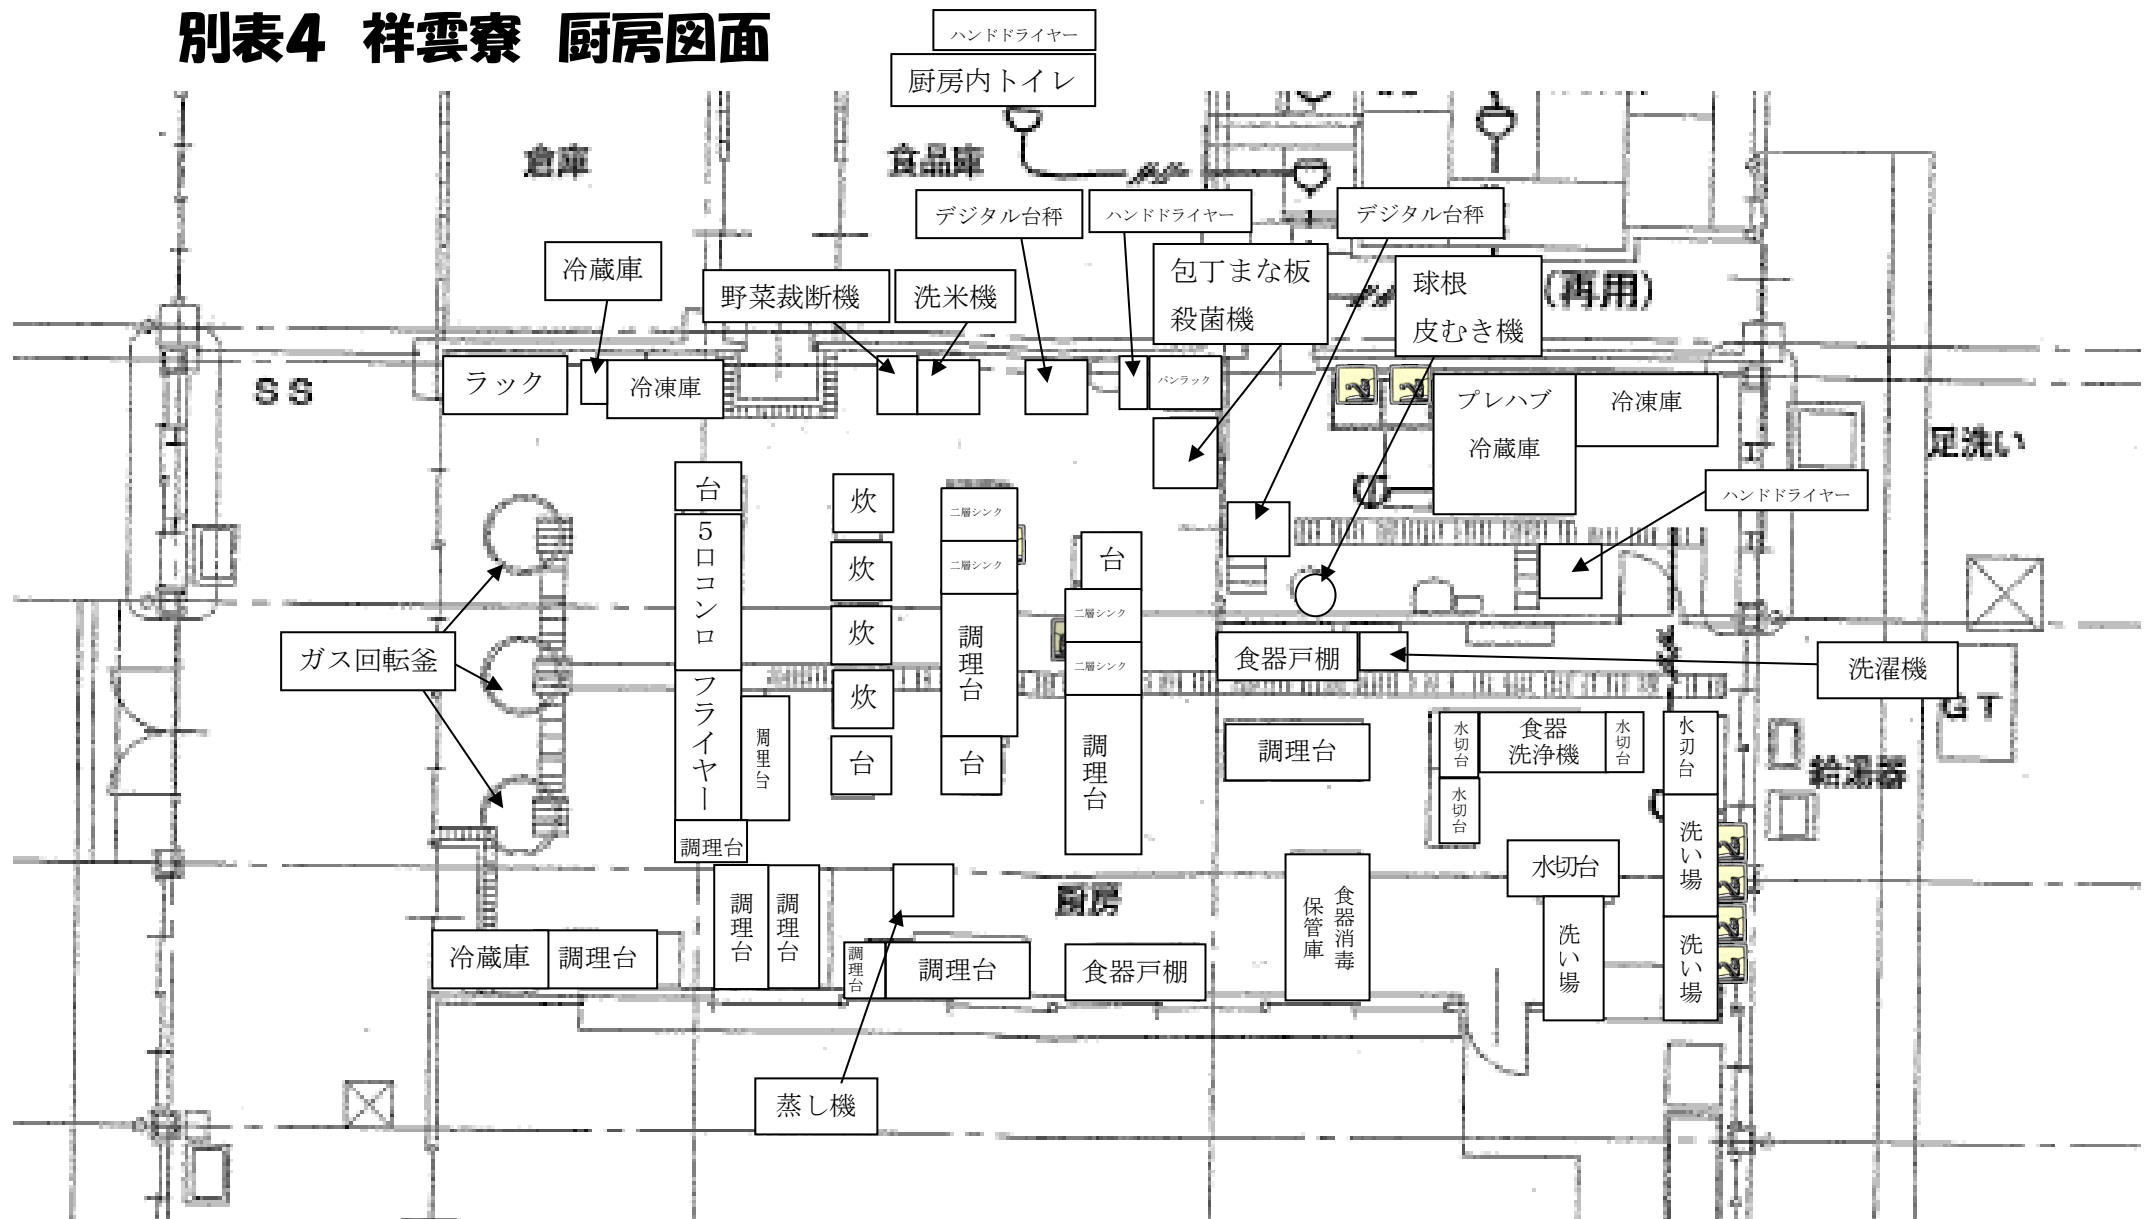 別表4 祥雲寮 厨房図面
ハンドドライヤー
厨房内トイレ
倉庫
食品庫
デジタル台秤
ハンドドライヤー
デジタル台秤
冷蔵庫
野菜裁断機
洗米機
包丁まな板
殺菌機
球根
皮むき機
(再用)
SS
ラック
冷凍庫
パンラック
プレハブ
冷蔵庫
冷凍庫
足洗い
ハンドドライヤー
台
5口コンロ
フライヤー
調理台
調理台
炊
炊
炊
炊
台
二層シンク
二層シンク
調理台
台
台
二層シンク
二層シンク
調理台
ガス回転釜
食器戸棚
洗濯機
GT
給湯器
調理台
水切台
食器
洗浄機
水切台
水切台
水切台
洗い場
洗い場
水切台
洗い場
厨房
食器消毒
保管庫
調理台
調理台
冷蔵庫
調理台
調理台
調理台
食器戸棚
蒸し機